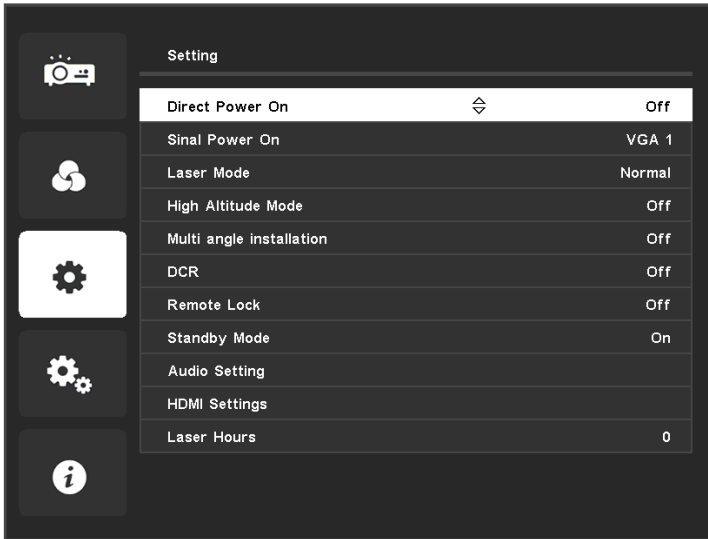 Setting
Direct Power On Off
Sinal Power On VGA 1
Laser Mode Normal
High Altitude Mode Off
Multi angle installation Off
DCR Off
Remote Lock Off
Standby Mode On
Audio Setting
HDMI Settings
Laser Hours 0